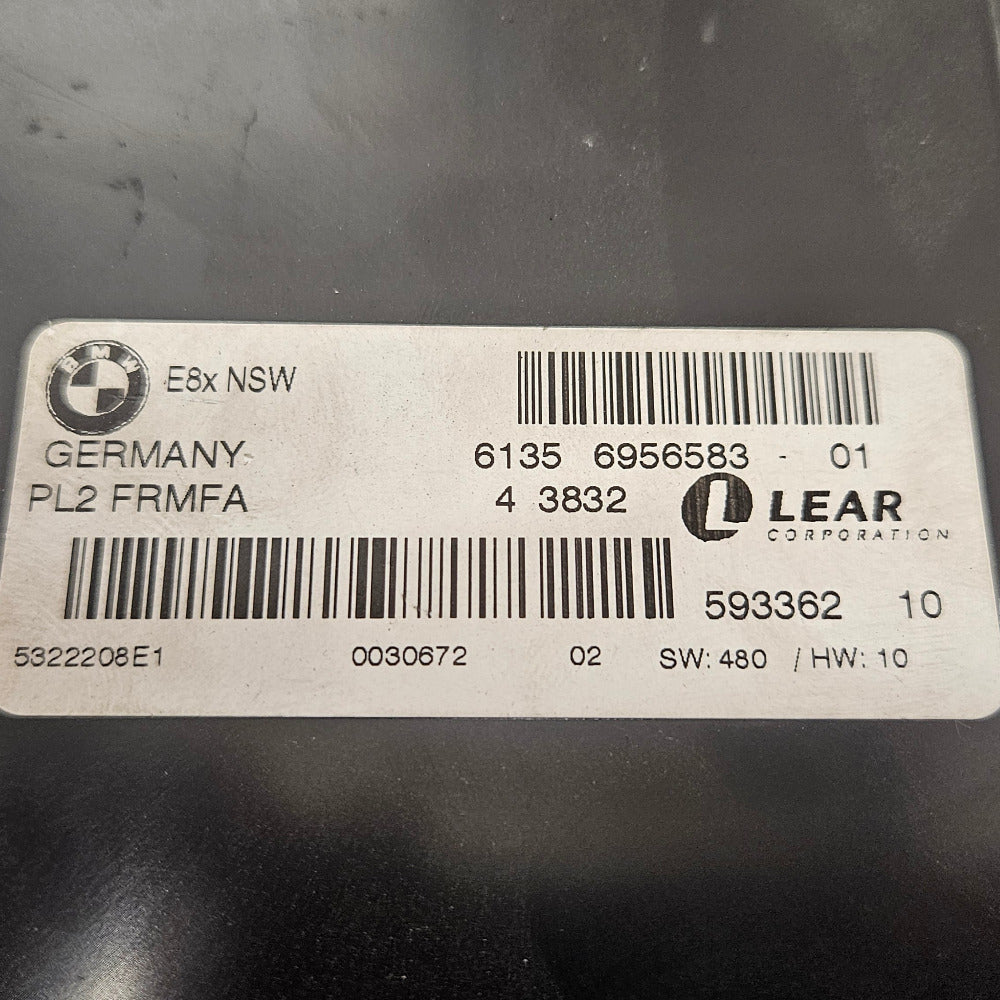 BMW
E8x NSW
GERMANY
6135 6956583 - 01
PL2 FRMFA
4 3832
L LEAR
CORPORATION
593362 10
5322208E1 0030672 02 SW: 480 / HW: 10